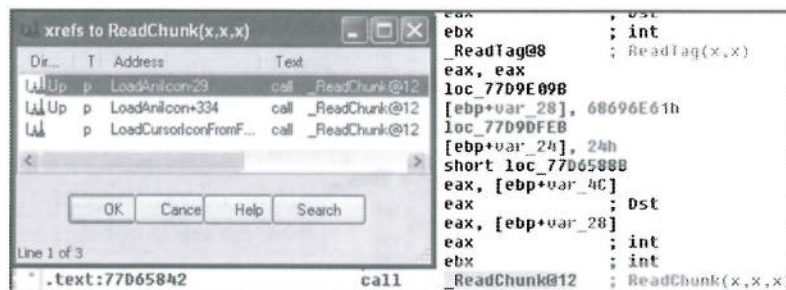 xrefs to ReadChunk(x,x,x)
Dir... T Address Text
Up p LoadAniIcon-29 call _ReadChunk@12
Up p LoadAniIcon+334 call _ReadChunk@12
p LoadCursorIconFromF... call _ReadChunk@12
OK Cancel Help Search
Line 1 of 3
.text:77D65842 call
eax ; Dst
ebx ; int
_ReadTag@8 ; ReadTag(x,x)
eax, eax
loc_77D9E09B
[ebp+var_28], 68696E61h
loc_77D9DFEB
[ebp+var_24], 24h
short loc_77D6588B
eax, [ebp+var_4C]
eax ; Dst
eax, [ebp+var_28]
eax ; int
ebx ; int
_ReadChunk@12 ; ReadChunk(x,x,x